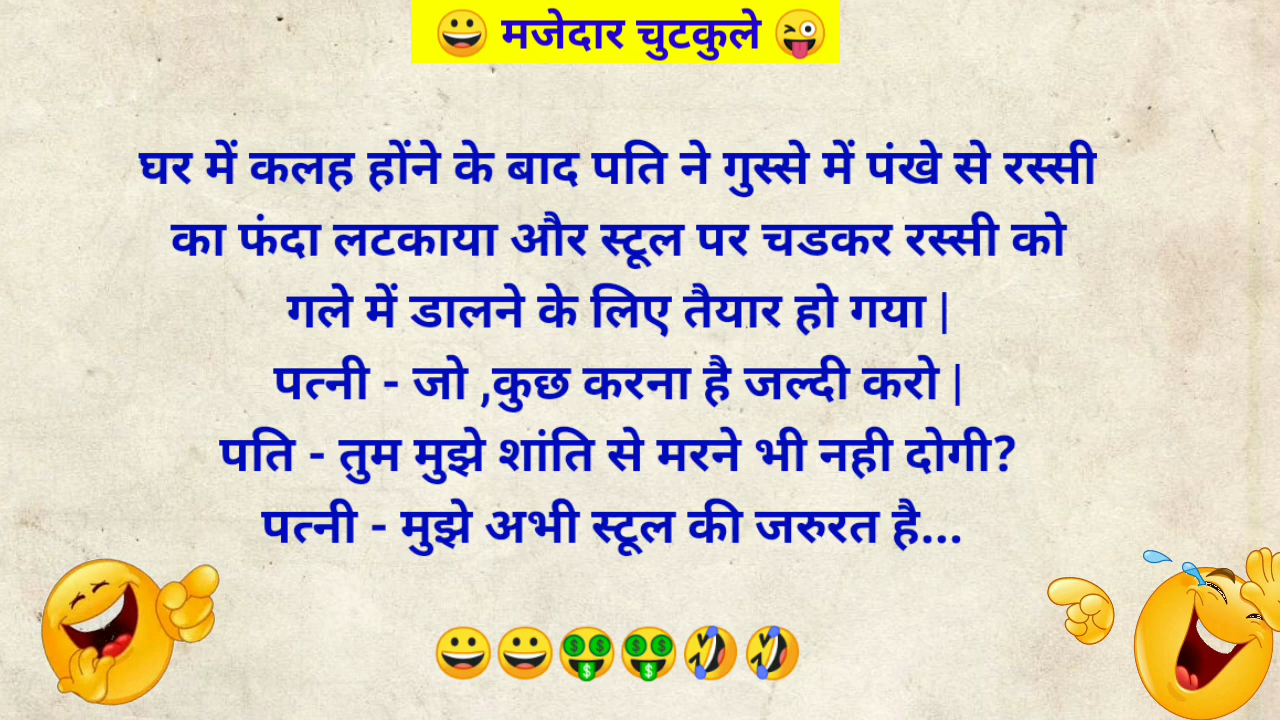 😀 मजेदार चुटकुले 😜
घर में कलह होंने के बाद पति ने गुस्से में पंखे से रस्सी
का फंदा लटकाया और स्टूल पर चडकर रस्सी को
गले में डालने के लिए तैयार हो गया |
पत्नी - जो ,कुछ करना है जल्दी करो |
पति - तुम मुझे शांति से मरने भी नही दोगी?
पत्नी - मुझे अभी स्टूल की जरुरत है...
😀😀🤑🤑🤣🤣